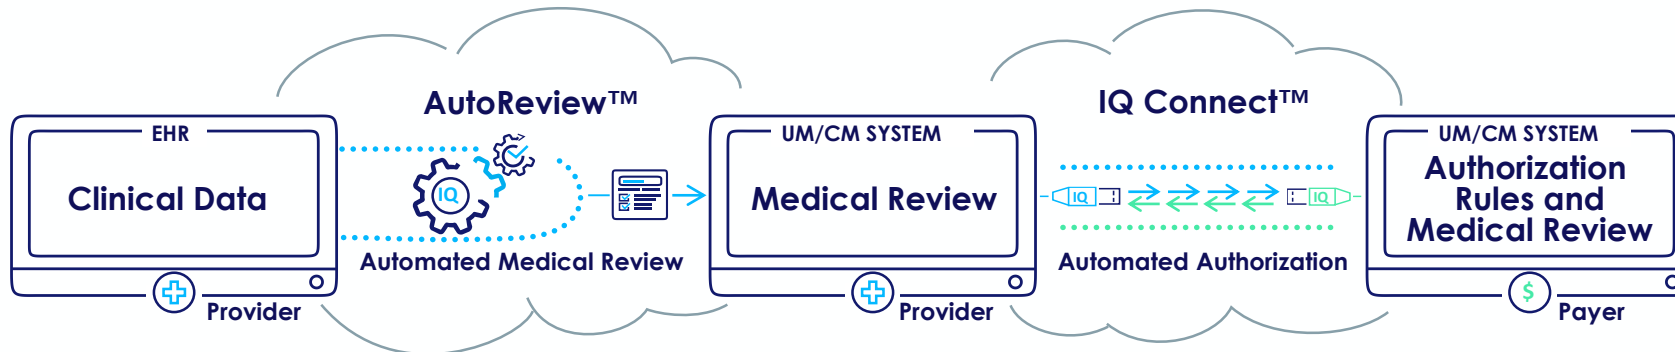 EHR
Clinical Data
Provider
AutoReview™
IQ
Automated Medical Review
UM/CM SYSTEM
Medical Review
Provider
IQ Connect™
IQ
IQ
Automated Authorization
UM/CM SYSTEM
Authorization
Rules and
Medical Review
$
Payer